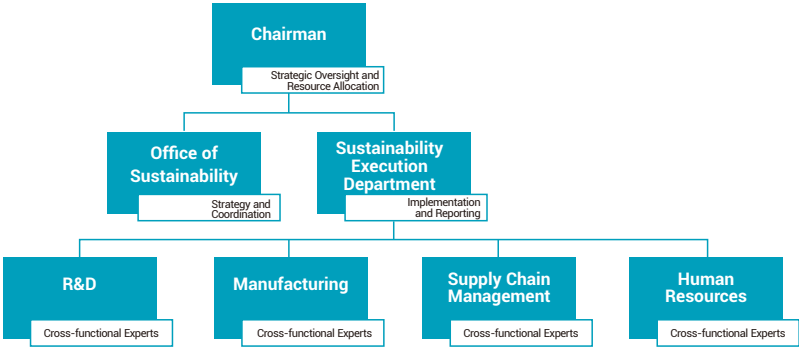 Chairman
Strategic Oversight and
Resource Allocation
Office of
Sustainability
Strategy and
Coordination
Sustainability
Execution
Department
Implementation
and Reporting
R&D
Cross-functional Experts
Manufacturing
Cross-functional Experts
Supply Chain
Management
Cross-functional Experts
Human
Resources
Cross-functional Experts